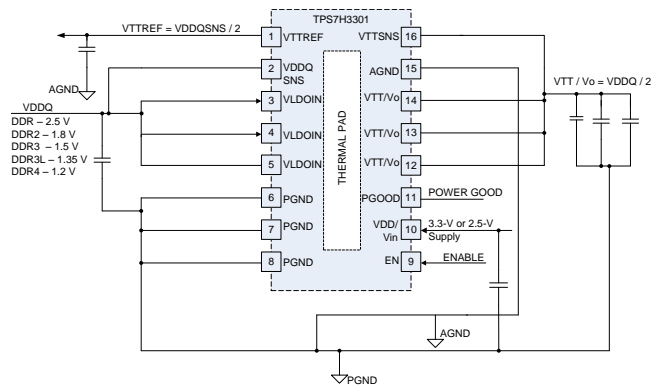 TPS7H3301
VTTREF = VDDQSNS / 2
1 VTTREF
VTTSNS 16
AGND
2 VDDQ
SNS
AGND 15
VDDQ
DDR – 2.5 V
DDR2 – 1.8 V
DDR3 – 1.5 V
DDR3L – 1.35 V
DDR4 – 1.2 V
3 VLDOIN
VTT/Vo 14
VTT / Vo = VDDQ / 2
4 VLDOIN
VTT/Vo 13
5 VLDOIN
VTT/Vo 12
THERMAL PAD
6 PGND
PGOOD 11
POWER GOOD
7 PGND
VDD/
Vin
10
3.3-V or 2.5-V
Supply
8 PGND
EN 9
ENABLE
AGND
PGND